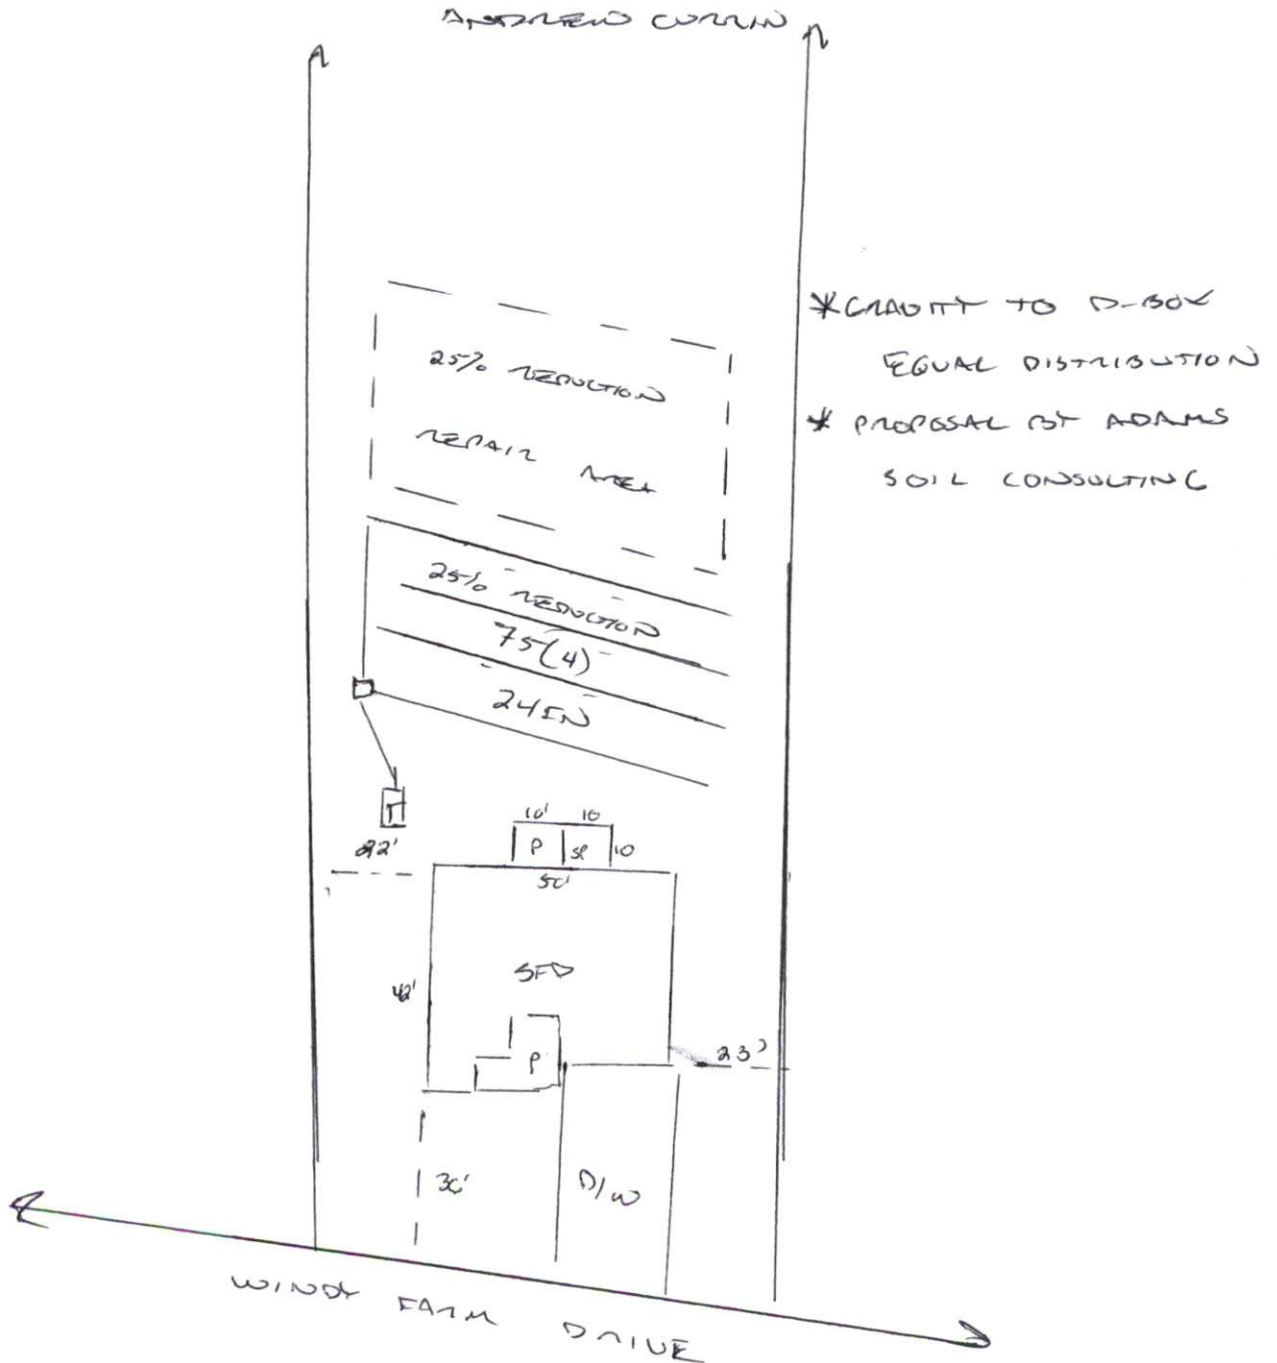 ANDREW CURRIN
*GRAVITY TO D-BOX
EQUAL DISTRIBUTION
* PROPOSAL BY ADAMS
SOIL CONSULTING
25% REDUCTION
REPAIR AREA
25% REDUCTION
75(4)
24IN
T
10' 10
P SP 10
22'
50'
SFD
42'
P
23'
30'
D/W
WINDY FARM DRIVE